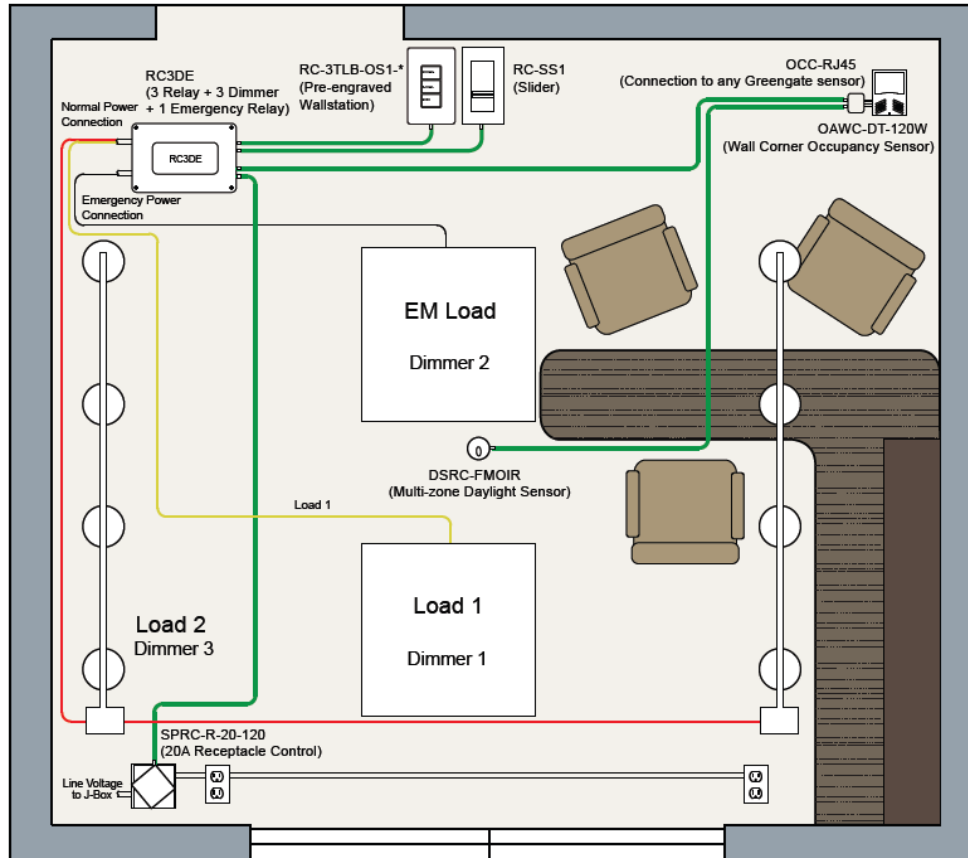 RC3DE
(3 Relay + 3 Dimmer
+ 1 Emergency Relay)
RC-3TLB-OS1-*
(Pre-engraved
Wallstation)
RC-SS1
(Slider)
OCC-RJ45
(Connection to any Greengate sensor)
OAWC-DT-120W
(Wall Corner Occupancy Sensor)
Normal Power
Connection
RC3DE
Emergency Power
Connection
EM Load
Dimmer 2
DSRC-FMOIR
(Multi-zone Daylight Sensor)
Load 1
Load 1
Dimmer 1
Load 2
Dimmer 3
SPRC-R-20-120
(20A Receptacle Control)
Line Voltage
to J-Box